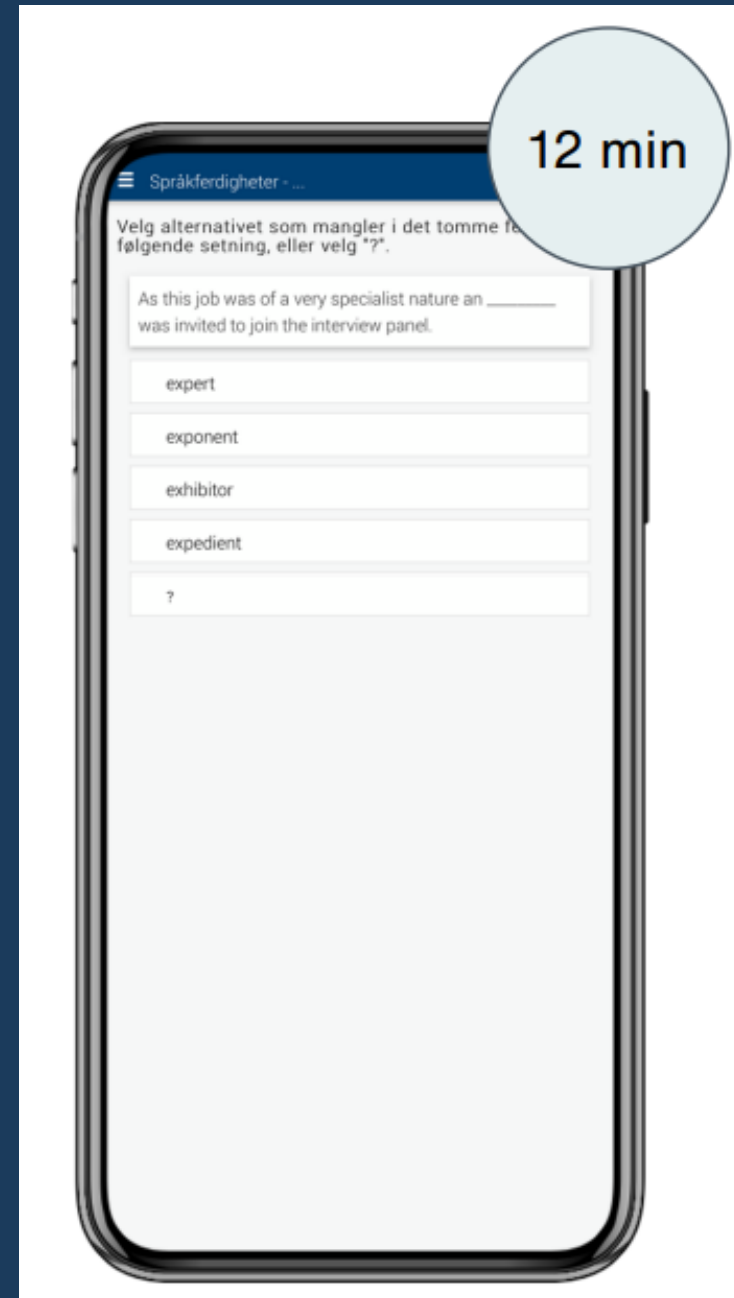 12 min
Språkferdigheter - ...
Velg alternativet som mangler i det tomme
følgende setning, eller velg "?".
As this job was of a very specialist nature an ________
was invited to join the interview panel.
expert
exponent
exhibitor
expedient
?